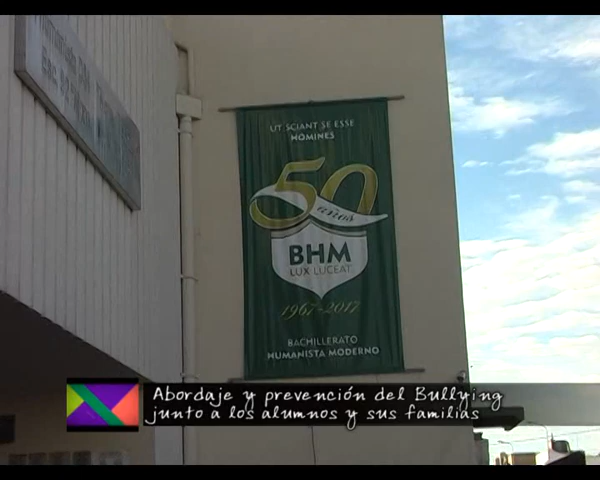 UT SCIANT SE ESSE
HOMINES
50
años
BHM
LUX LUCEAT
1967-2017
BACHILLERATO
HUMANISTA MODERNO
Abordaje y prevención del Bullying
junto a los alumnos y sus familias